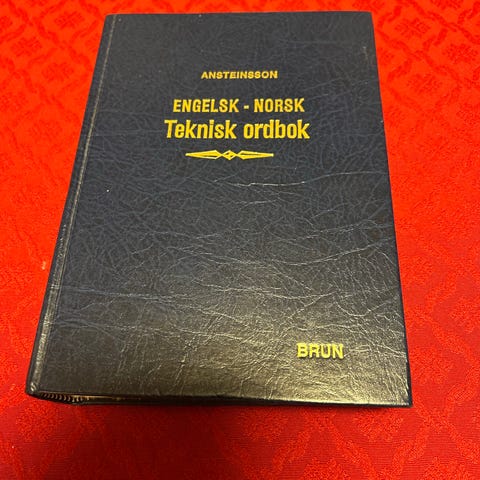 ANSTEINSSON
ENGELSK - NORSK
Teknisk ordbok
BRUN